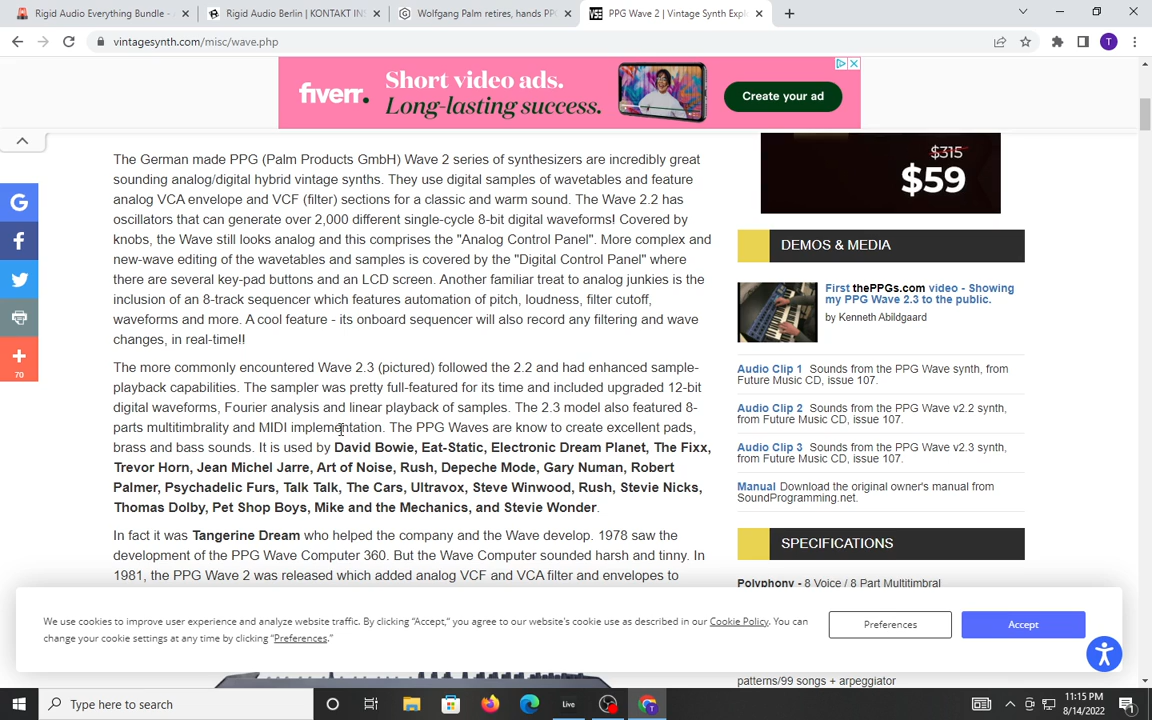 Rigid Audio Everything Bundle -
Rigid Audio Berlin | KONTAKT INS
Wolfgang Palm retires, hands PP
PPG Wave 2 | Vintage Synth Expl
vintagesynth.com/misc/wave.php
T
fiverr.
Short video ads.
Long-lasting success.
Create your ad
The German made PPG (Palm Products GmbH) Wave 2 series of synthesizers are incredibly great
sounding analog/digital hybrid vintage synths. They use digital samples of wavetables and feature
analog VCA envelope and VCF (filter) sections for a classic and warm sound. The Wave 2.2 has
oscillators that can generate over 2,000 different single-cycle 8-bit digital waveforms! Covered by
knobs, the Wave still looks analog and this comprises the "Analog Control Panel". More complex and
new-wave editing of the wavetables and samples is covered by the "Digital Control Panel" where
there are several key-pad buttons and an LCD screen. Another familiar treat to analog junkies is the
inclusion of an 8-track sequencer which features automation of pitch, loudness, filter cutoff,
waveforms and more. A cool feature - its onboard sequencer will also record any filtering and wave
changes, in real-time!!
The more commonly encountered Wave 2.3 (pictured) followed the 2.2 and had enhanced sample-
playback capabilities. The sampler was pretty full-featured for its time and included upgraded 12-bit
digital waveforms, Fourier analysis and linear playback of samples. The 2.3 model also featured 8-
parts multitimbrality and MIDI implementation. The PPG Waves are know to create excellent pads,
brass and bass sounds. It is used by David Bowie, Eat-Static, Electronic Dream Planet, The Fixx,
Trevor Horn, Jean Michel Jarre, Art of Noise, Rush, Depeche Mode, Gary Numan, Robert
Palmer, Psychadelic Furs, Talk Talk, The Cars, Ultravox, Steve Winwood, Rush, Stevie Nicks,
Thomas Dolby, Pet Shop Boys, Mike and the Mechanics, and Stevie Wonder.
In fact it was Tangerine Dream who helped the company and the Wave develop. 1978 saw the
development of the PPG Wave Computer 360. But the Wave Computer sounded harsh and tinny. In
1981, the PPG Wave 2 was released which added analog VCF and VCA filter and envelopes to
$315
$59
DEMOS & MEDIA
First thePPGs.com video - Showing
my PPG Wave 2.3 to the public.
by Kenneth Abildgaard
Audio Clip 1 Sounds from the PPG Wave synth, from
Future Music CD, issue 107.
Audio Clip 2 Sounds from the PPG Wave v2.2 synth,
from Future Music CD, issue 107.
Audio Clip 3 Sounds from the PPG Wave v2.3 synth,
from Future Music CD, issue 107.
Manual Download the original owner's manual from
SoundProgramming.net.
SPECIFICATIONS
Polyphony - 8 Voice / 8 Part Multitimbral
patterns/99 songs + arpeggiator
G
f
70
We use cookies to improve user experience and analyze website traffic. By clicking "Accept," you agree to our website's cookie use as described in our Cookie Policy. You can
change your cookie settings at any time by clicking "Preferences."
Preferences
Accept
Type here to search
Live
11:15 PM
8/14/2022
1